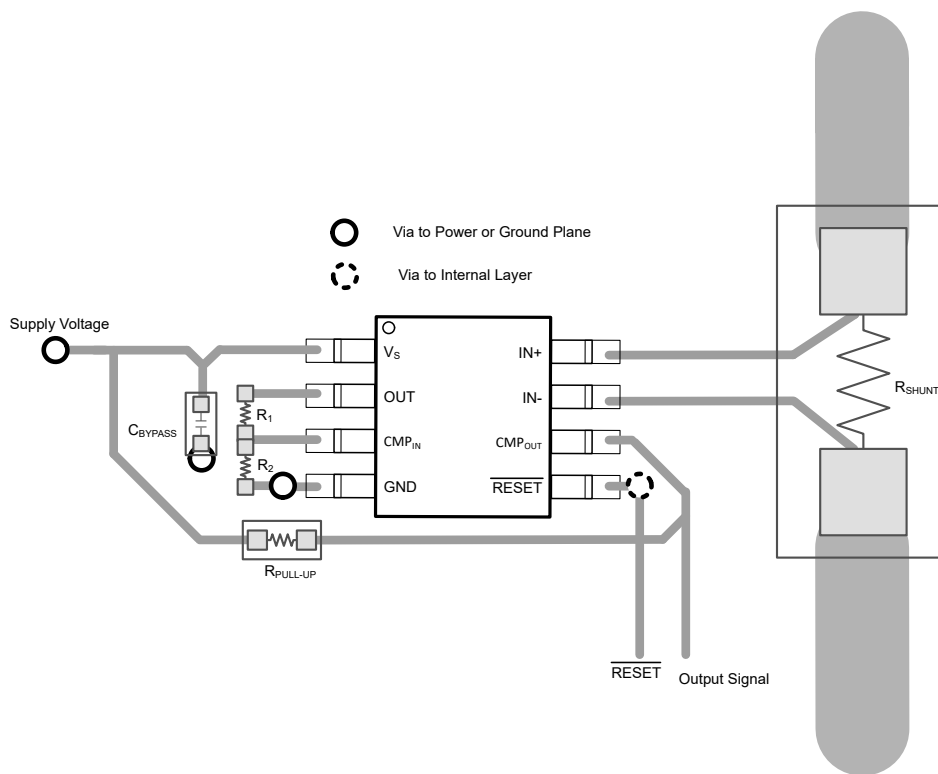 Via to Power or Ground Plane
Via to Internal Layer
Supply Voltage
VS
IN+
OUT
IN-
RSHUNT
R1
CBYPASS
CMPIN
CMPOUT
R2
GND
RESET
RPULL-UP
RESET
Output Signal